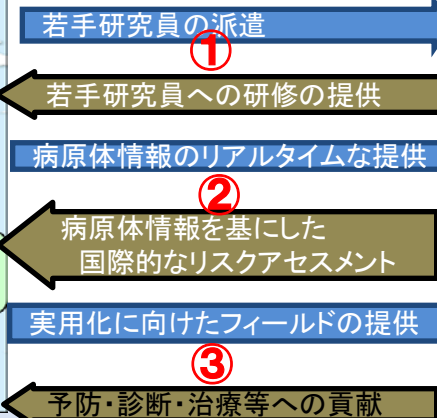 若手研究員の派遣
①
若手研究員への研修の提供
病原体情報のリアルタイムな提供
②
病原体情報を基にした
国際的なリスクアセスメント
実用化に向けたフィールドの提供
③
予防・診断・治療等への貢献